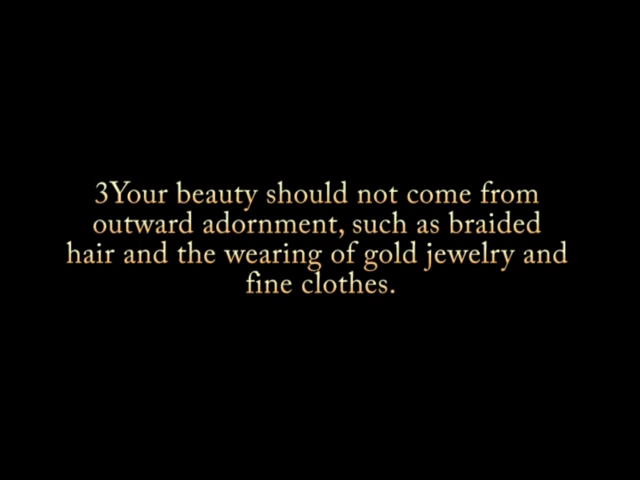 3Your beauty should not come from
outward adornment, such as braided
hair and the wearing of gold jewelry and
fine clothes.